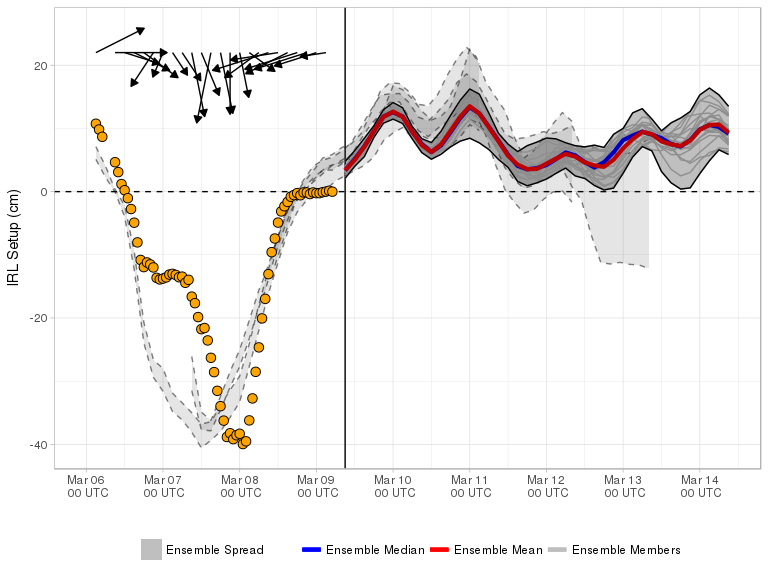 IRL Setup (cm)
20
0
-20
-40
Mar 06 Mar 07 Mar 08 Mar 09 Mar 10 Mar 11 Mar 12 Mar 13 Mar 14
00 UTC 00 UTC 00 UTC 00 UTC 00 UTC 00 UTC 00 UTC 00 UTC 00 UTC
Ensemble Spread Ensemble Median Ensemble Mean Ensemble Members